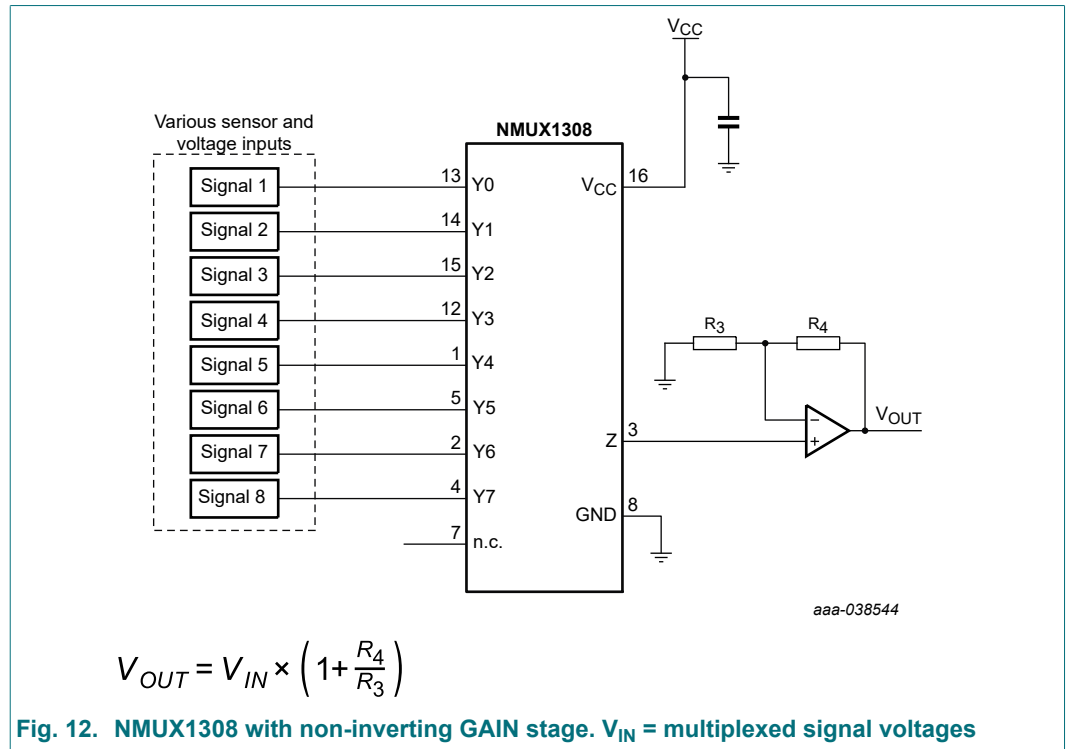 VCC
Various sensor and
voltage inputs
NMUX1308
Signal 1
13
Y0
VCC
16
Signal 2
14
Y1
Signal 3
15
Y2
Signal 4
12
Y3
R3
R4
Signal 5
1
Y4
Signal 6
5
Y5
VOUT
−
+
Z
3
Signal 7
2
Y6
Signal 8
4
Y7
GND
8
7
n.c.
aaa-038544
VOUT = VIN × (1+ R4/R3)
Fig. 12. NMUX1308 with non-inverting GAIN stage. VIN = multiplexed signal voltages